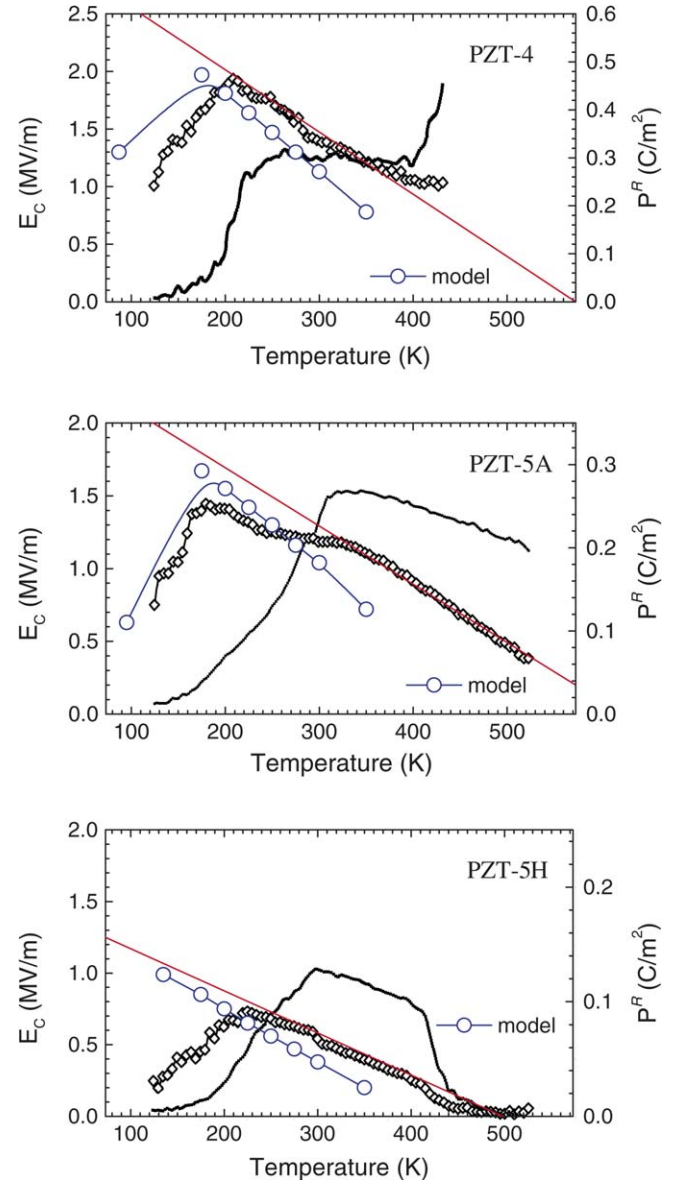 2.5
2.0
1.5
1.0
0.5
0.0
E_C (MV/m)
PZT-4
model
0.6
0.5
0.4
0.3
0.2
0.1
0.0
P^R (C/m^2)
100 200 300 400 500
Temperature (K)
2.0
1.5
1.0
0.5
0.0
E_C (MV/m)
PZT-5A
model
0.3
0.2
0.1
0.0
P^R (C/m^2)
100 200 300 400 500
Temperature (K)
2.0
1.5
1.0
0.5
0.0
E_C (MV/m)
PZT-5H
model
0.2
0.1
0.0
P^R (C/m^2)
100 200 300 400 500
Temperature (K)